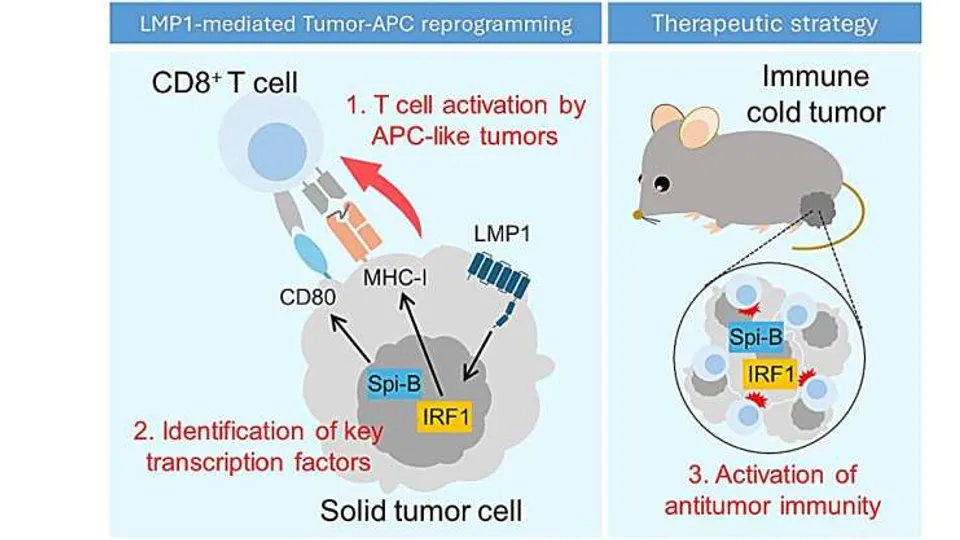 LMP1-mediated Tumor-APC reprogramming
CD8⁺ T cell
1. T cell activation by
APC-like tumors
LMP1
MHC-I
CD80
Spi-B
IRF1
2. Identification of key
transcription factors
Solid tumor cell
Therapeutic strategy
Immune
cold tumor
Spi-B
IRF1
3. Activation of
antitumor immunity